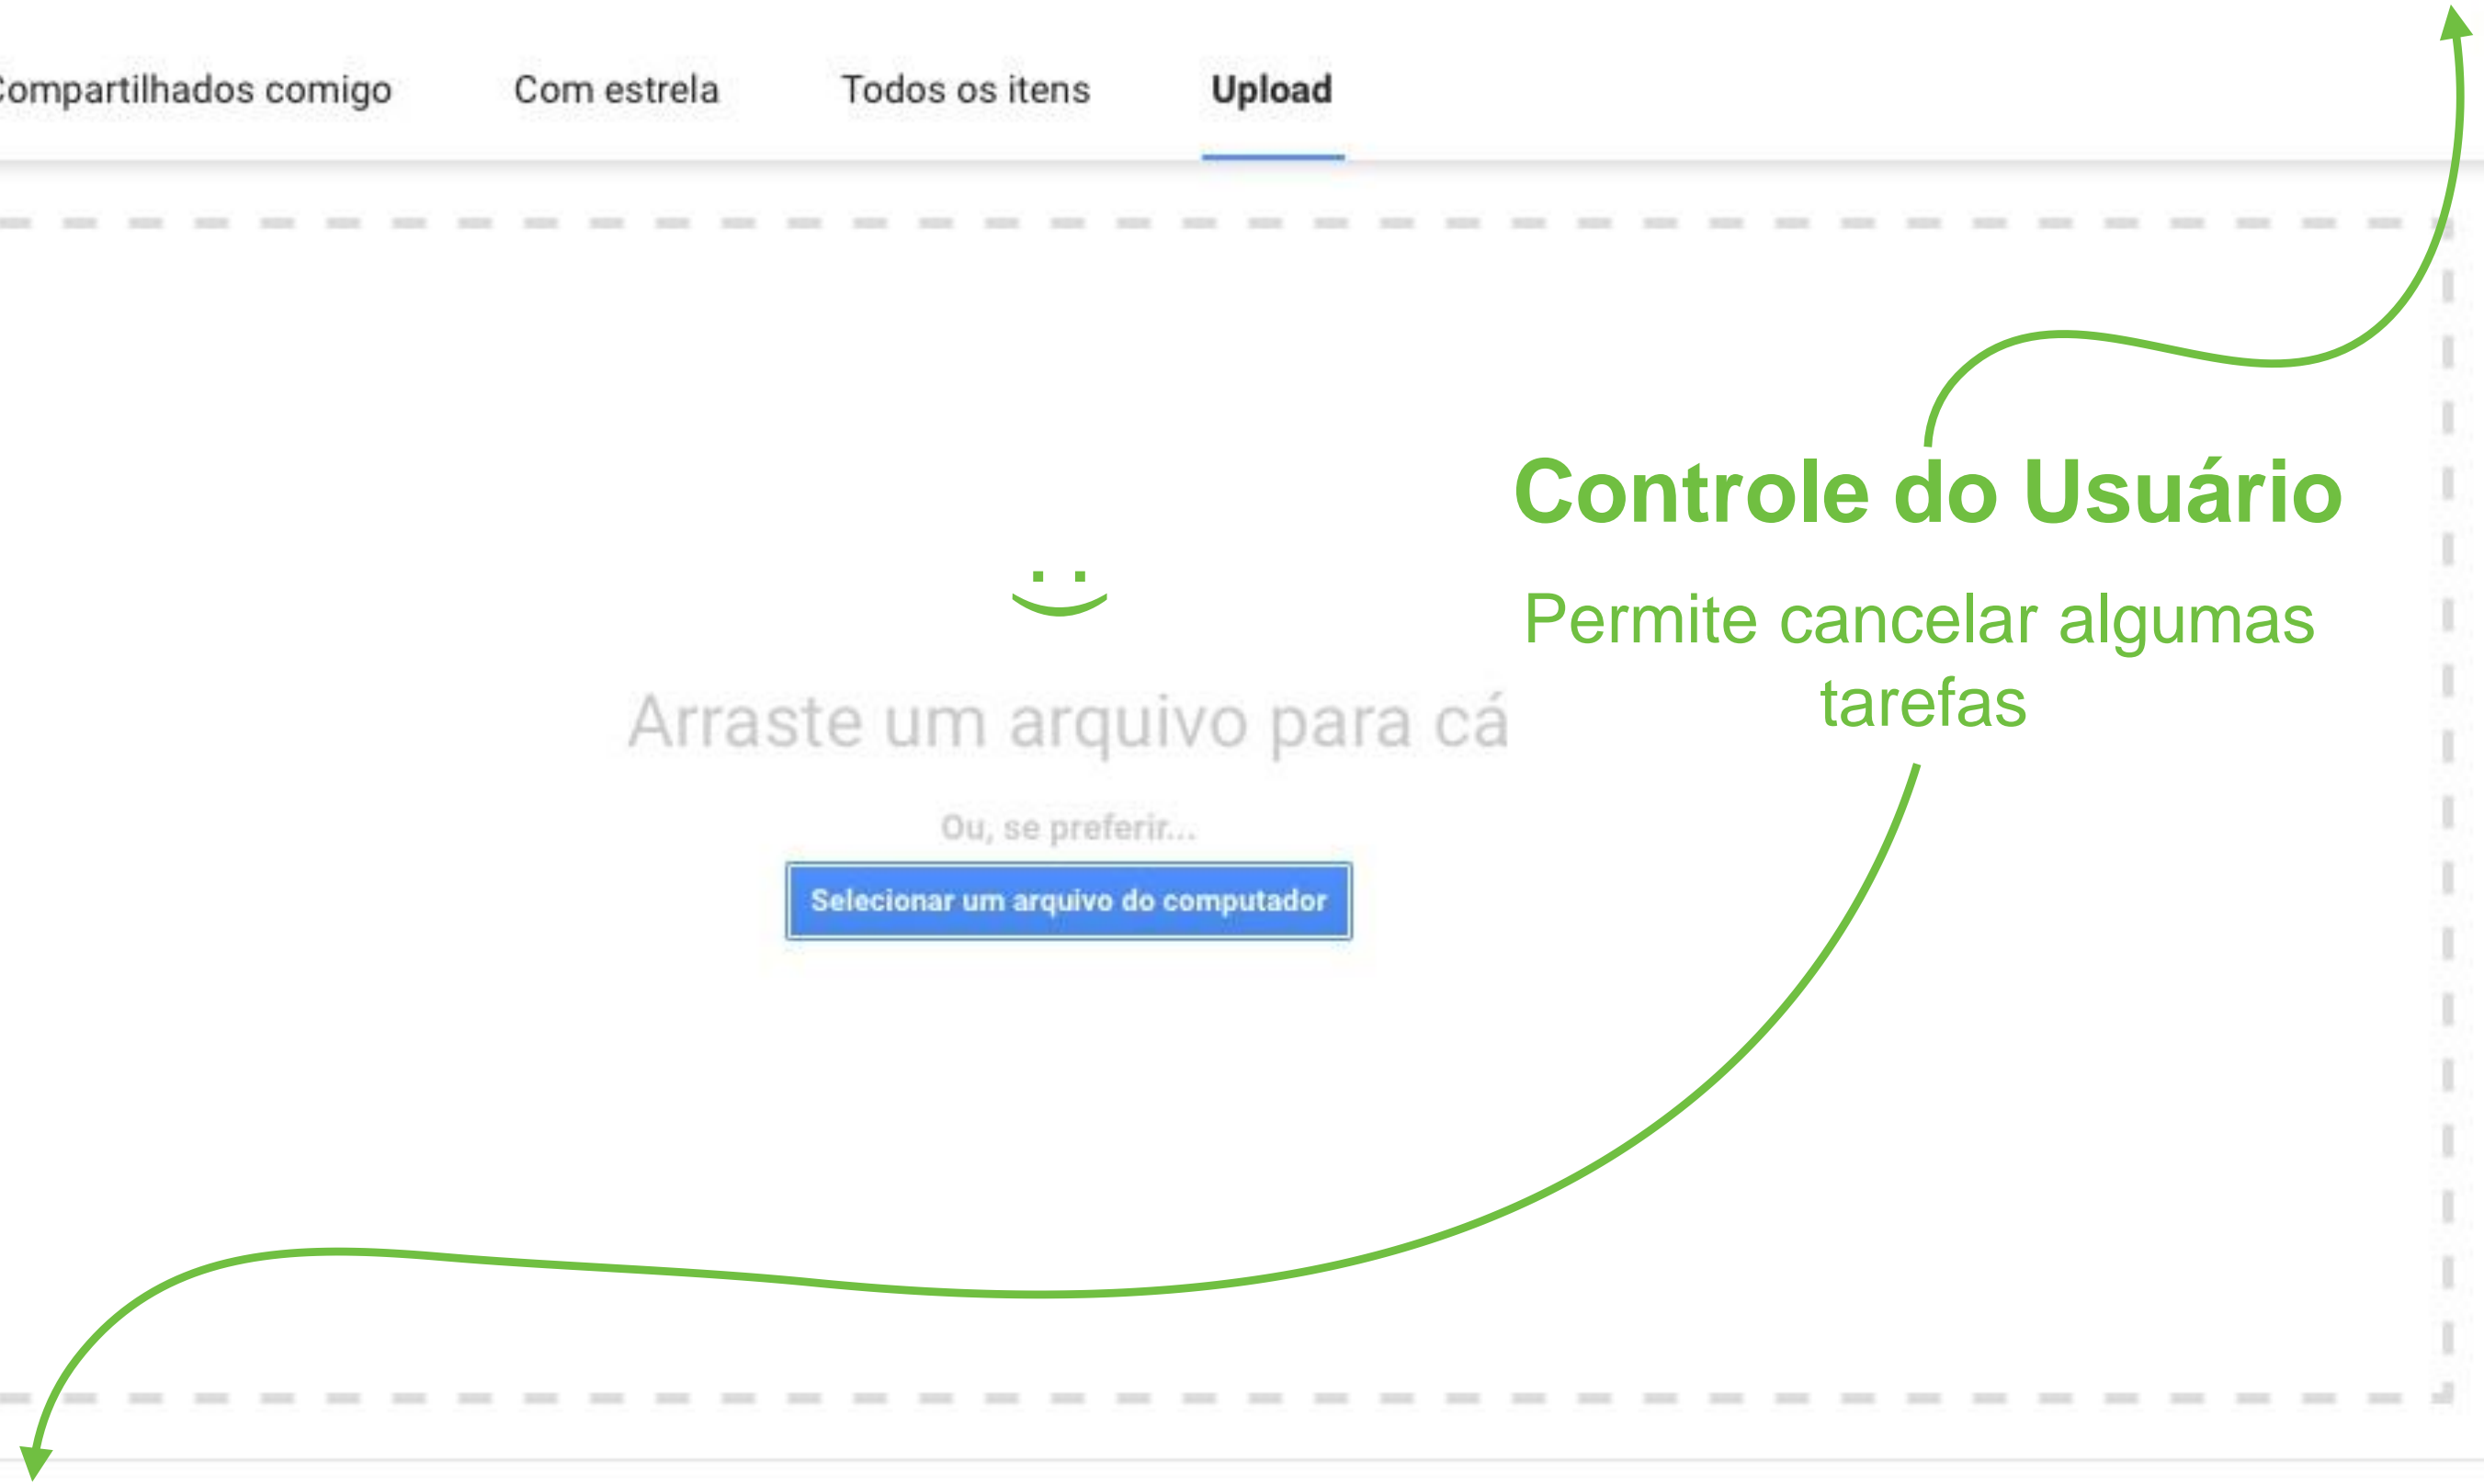 Compartilhados comigo Com estrela Todos os itens Upload
Controle do Usuário
:)
Permite cancelar algumas
tarefas
Arraste um arquivo para cá
Ou, se preferir...
Selecionar um arquivo do computador